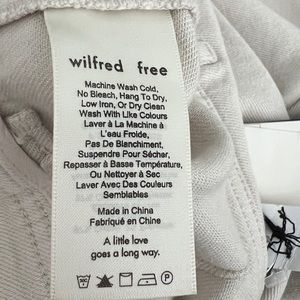 wilfred free
Machine Wash Cold,
No Bleach, Hang To Dry,
Low Iron, Or Dry Clean
Wash With Like Colours
Laver à La Machine à
L'eau Froide,
Pas De Blanchiment,
Suspendre Pour Sécher,
Repasser à Basse Température,
Ou Nettoyer à Sec
Laver Avec Des Couleurs
Semblables
Made in China
Fabriqué en Chine
A little love
goes a long way.